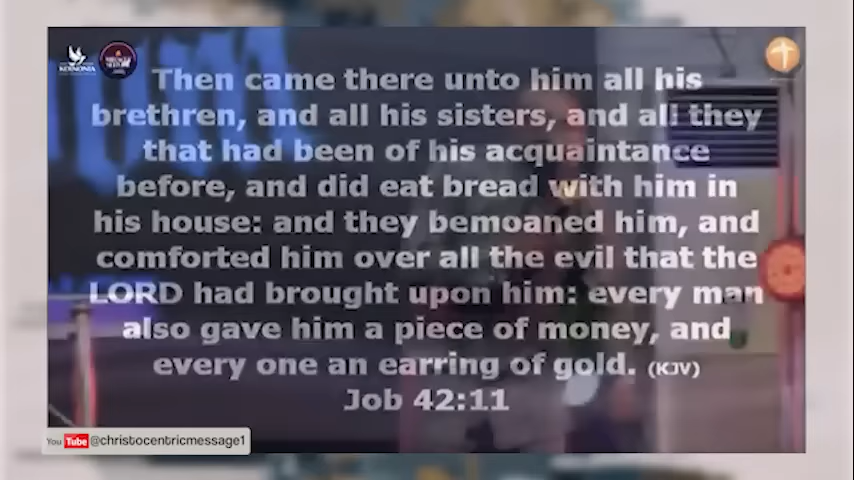 KOINONIA
Then came there unto him all his
brethren, and all his sisters, and all they
that had been of his acquaintance
before, and did eat bread with him in
his house: and they bemoaned him, and
comforted him over all the evil that the
LORD had brought upon him: every man
also gave him a piece of money, and
every one an earring of gold. (KJV)
Job 42:11
YouTube @christocentricmessage1